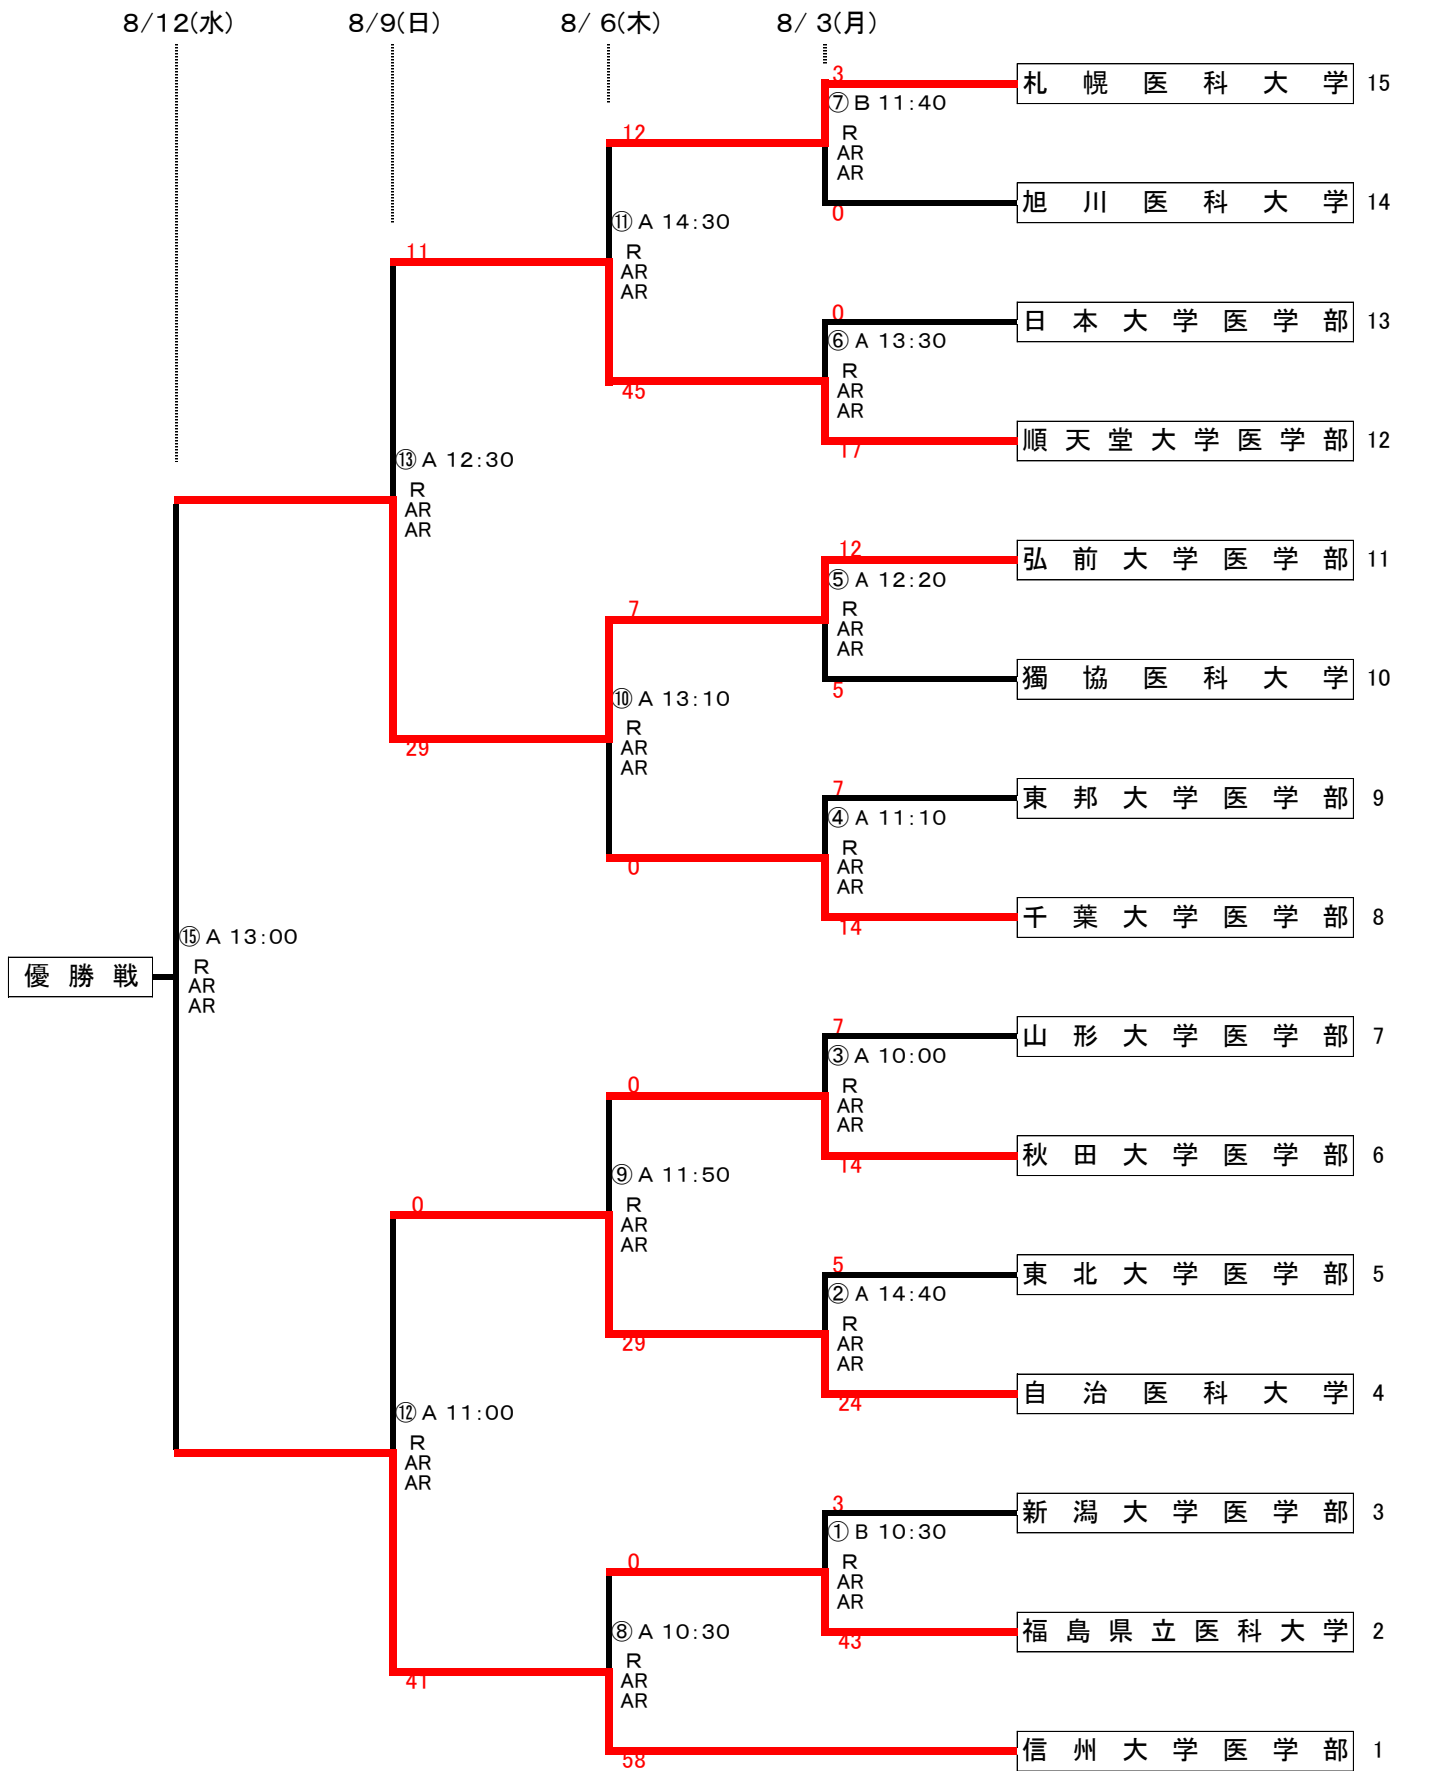 8/12(水) 8/9(日) 8/ 6(木) 8/ 3(月)
3
札幌医科大学 15
⑦ B 11:40
12
R
AR
AR
旭川医科大学 14
0
⑪ A 14:30
11
R
AR
AR
0
日本大学医学部 13
⑥ A 13:30
R
AR
AR
45
順天堂大学医学部 12
17
⑬ A 12:30
R
AR
AR
12
弘前大学医学部 11
⑤ A 12:20
7
R
AR
AR
獨協医科大学 10
5
⑩ A 13:10
R
AR
AR
29
7
東邦大学医学部 9
④ A 11:10
R
AR
AR
0
千葉大学医学部 8
14
⑮ A 13:00
優勝戦
R
AR
AR
7
山形大学医学部 7
③ A 10:00
0
R
AR
AR
秋田大学医学部 6
14
⑨ A 11:50
0
R
AR
AR
5
東北大学医学部 5
② A 14:40
R
AR
AR
29
自治医科大学 4
24
⑫ A 11:00
R
AR
AR
3
新潟大学医学部 3
① B 10:30
0
R
AR
AR
福島県立医科大学 2
43
⑧ A 10:30
R
AR
AR
41
信州大学医学部 1
58